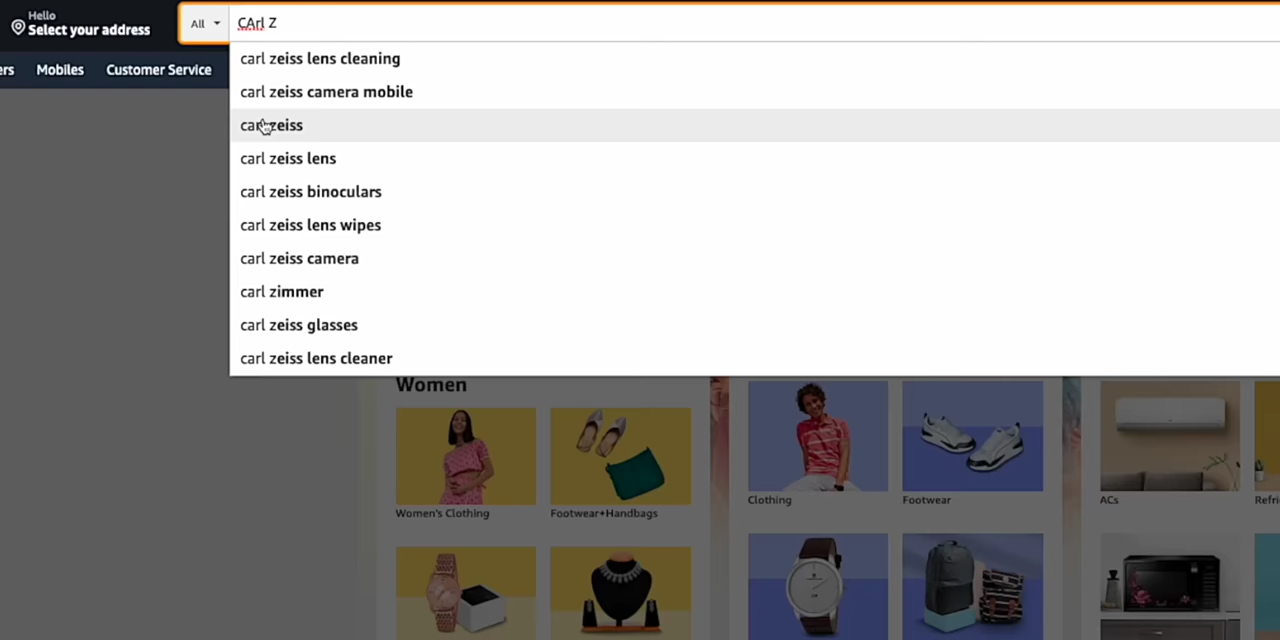 Hello
Select your address
All
CArl Z
ers Mobiles Customer Service
carl zeiss lens cleaning
carl zeiss camera mobile
carl zeiss
carl zeiss lens
carl zeiss binoculars
carl zeiss lens wipes
carl zeiss camera
carl zimmer
carl zeiss glasses
carl zeiss lens cleaner
Women
Women's Clothing
Footwear+Handbags
Clothing
Footwear
ACs
Refri